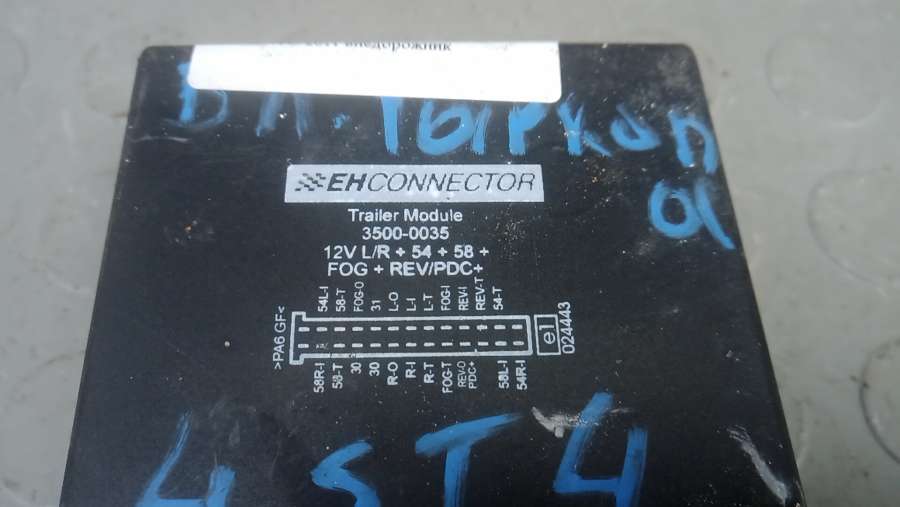 внедорожник
EHCONNECTOR
Trailer Module
3500-0035
12V L/R + 54 + 58 +
FOG + REV/PDC+
54L-I 58-T FOG-O 31 L-O L-I L-T FOG-I REV-I REV-T 54-T
>PA6 GF<
e1
024443
58R-I 58-T 30 30 R-O R-I R-T FOG-T REV-O PDC+ 58L-I 54R-I
4ST4